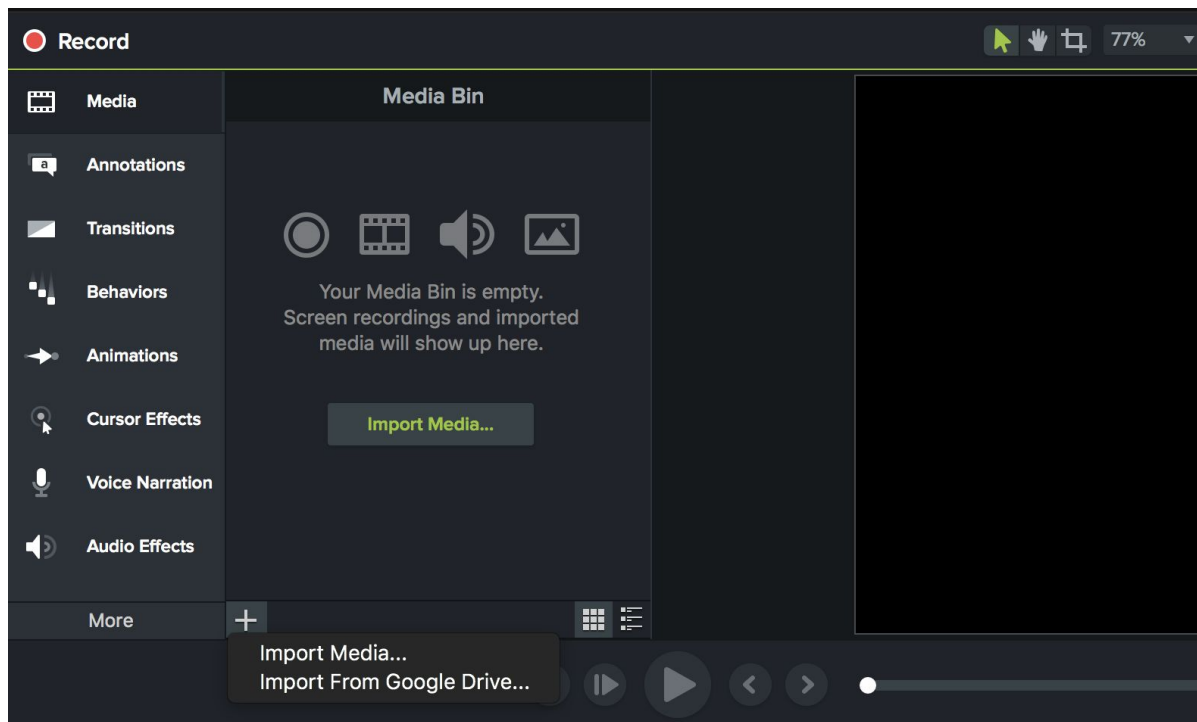 Record
77%
Media
Media Bin
Annotations
Transitions
Behaviors
Animations
Cursor Effects
Voice Narration
Audio Effects
More
a
Your Media Bin is empty.
Screen recordings and imported
media will show up here.
Import Media...
Import Media...
Import From Google Drive...